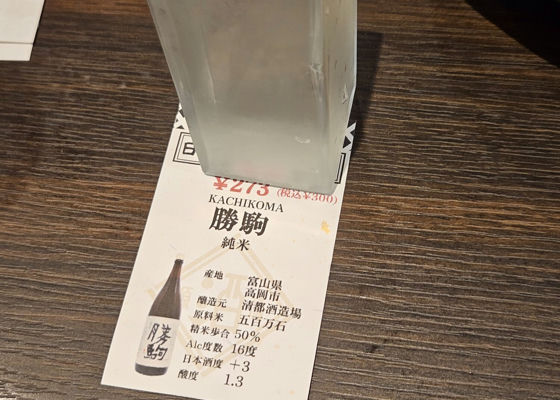 日
¥273 (税込¥300)
KACHIKOMA
勝駒
純米
産地 富山県
高岡市
醸造元 清都酒造場
原料米 五百万石
精米歩合 50%
Alc度数 16度
日本酒度 +3
酸度 1.3
勝駒